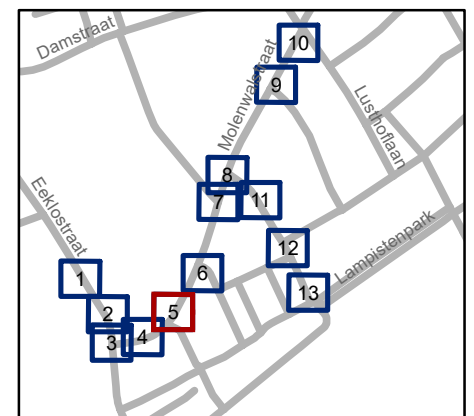 Damstraat
10
Molenwalstraat
9
Lusthoflaan
8
Eeklostraat
7
11
12
Lampistenpark
6
1
13
2
5
3
4